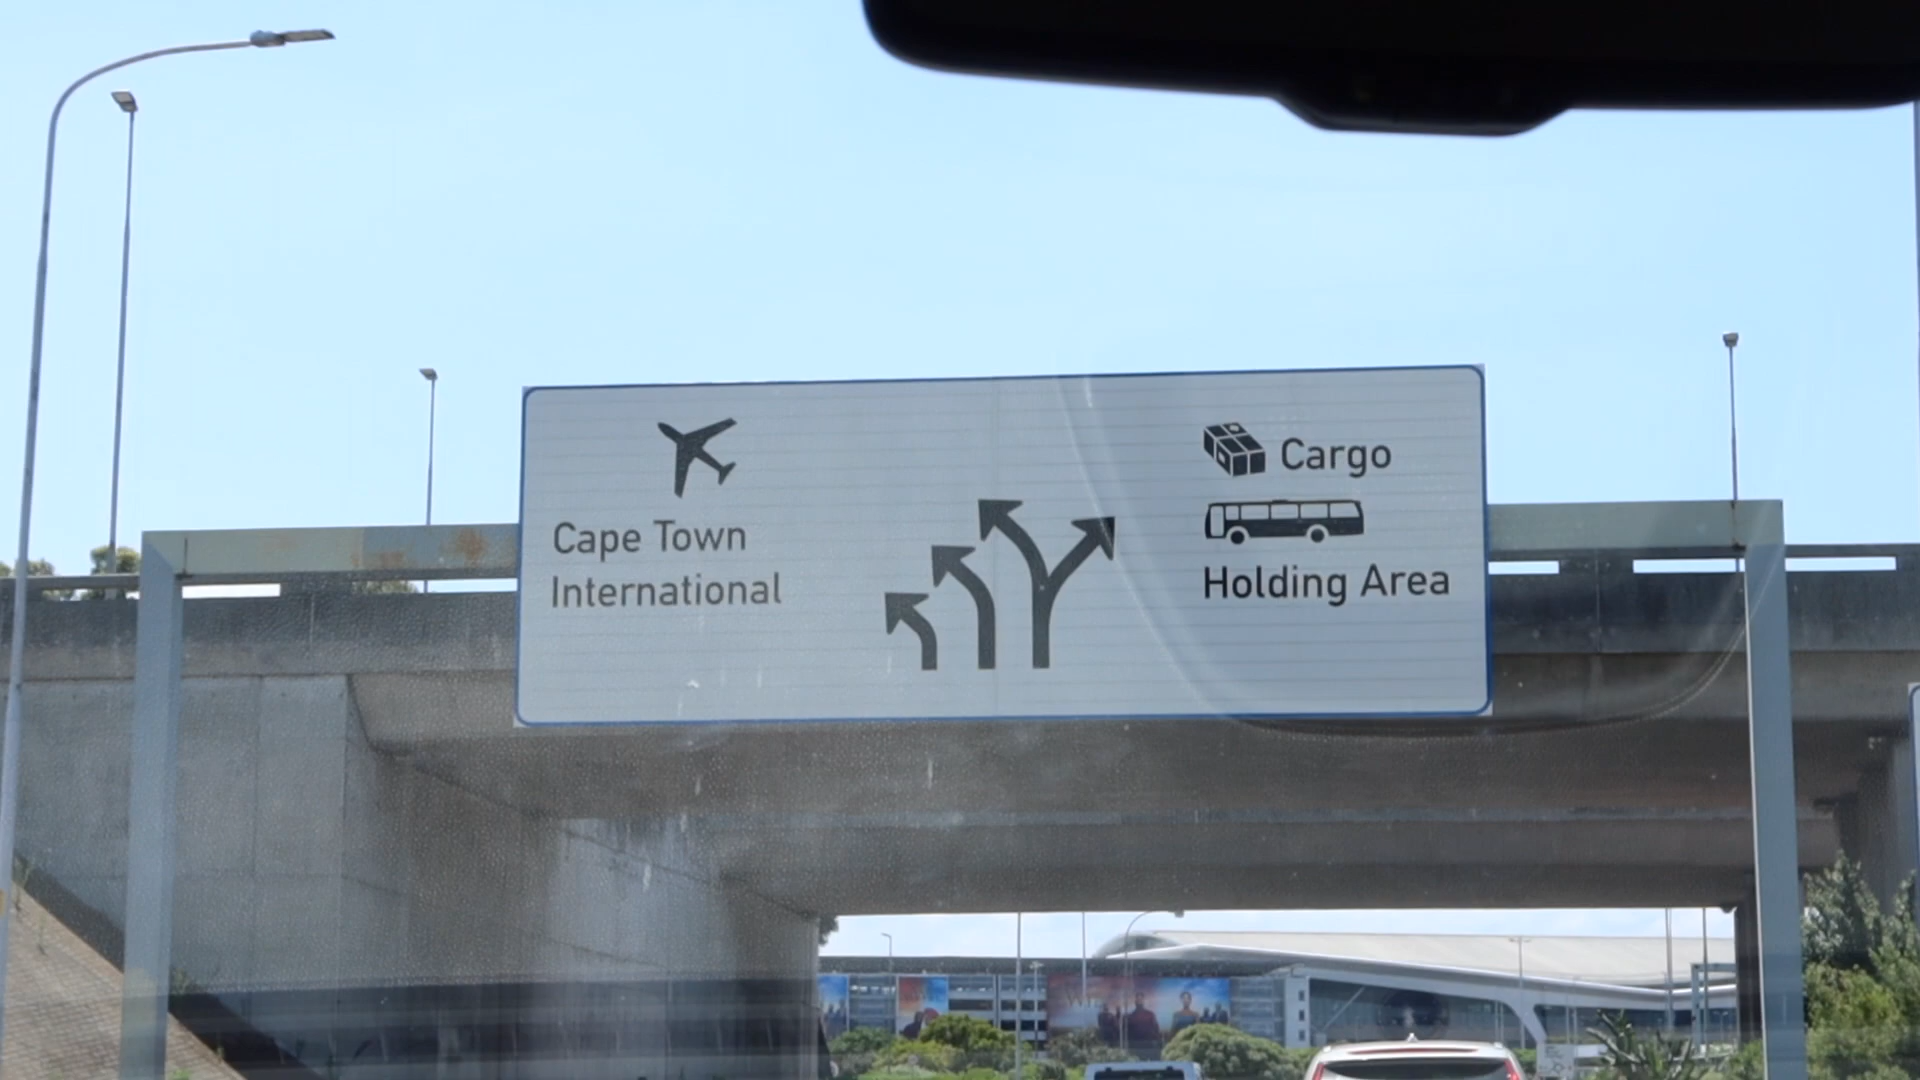 Cape Town
International
Cargo
Holding Area